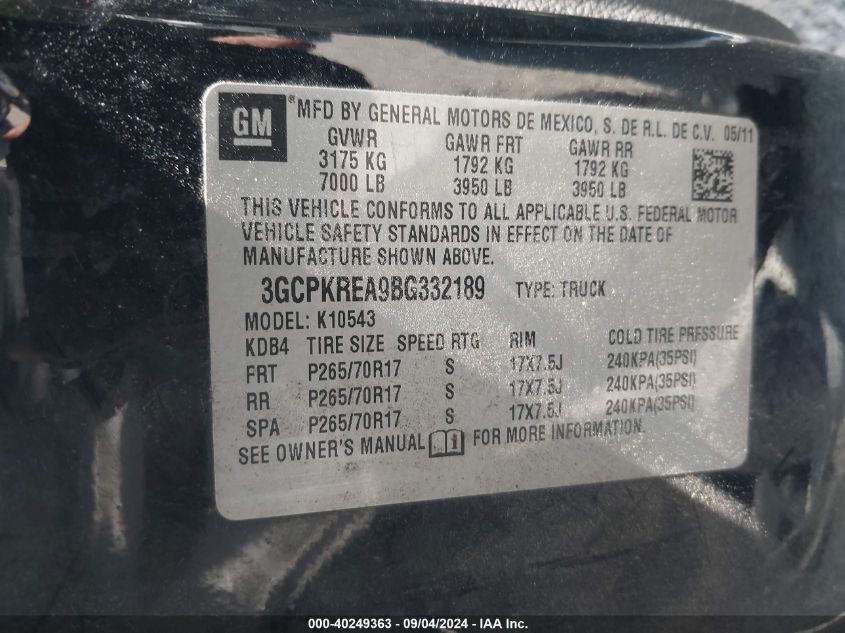 GM ®MFD BY GENERAL MOTORS DE MEXICO, S. DE R.L. DE C.V. 05/11
GVWR GAWR FRT GAWR RR
3175 KG 1792 KG 1792 KG
7000 LB 3950 LB 3950 LB
THIS VEHICLE CONFORMS TO ALL APPLICABLE U.S. FEDERAL MOTOR
VEHICLE SAFETY STANDARDS IN EFFECT ON THE DATE OF
MANUFACTURE SHOWN ABOVE.
3GCPKREA9BG332189 TYPE: TRUCK
MODEL: K10543
KDB4 TIRE SIZE SPEED RTG RIM COLD TIRE PRESSURE
FRT P265/70R17 S 17X7.5J 240KPA(35PSI)
RR P265/70R17 S 17X7.5J 240KPA(35PSI)
SPA P265/70R17 S 17X7.5J 240KPA(35PSI)
SEE OWNER'S MANUAL FOR MORE INFORMATION.
000-40249363 - 09/04/2024 - IAA Inc.